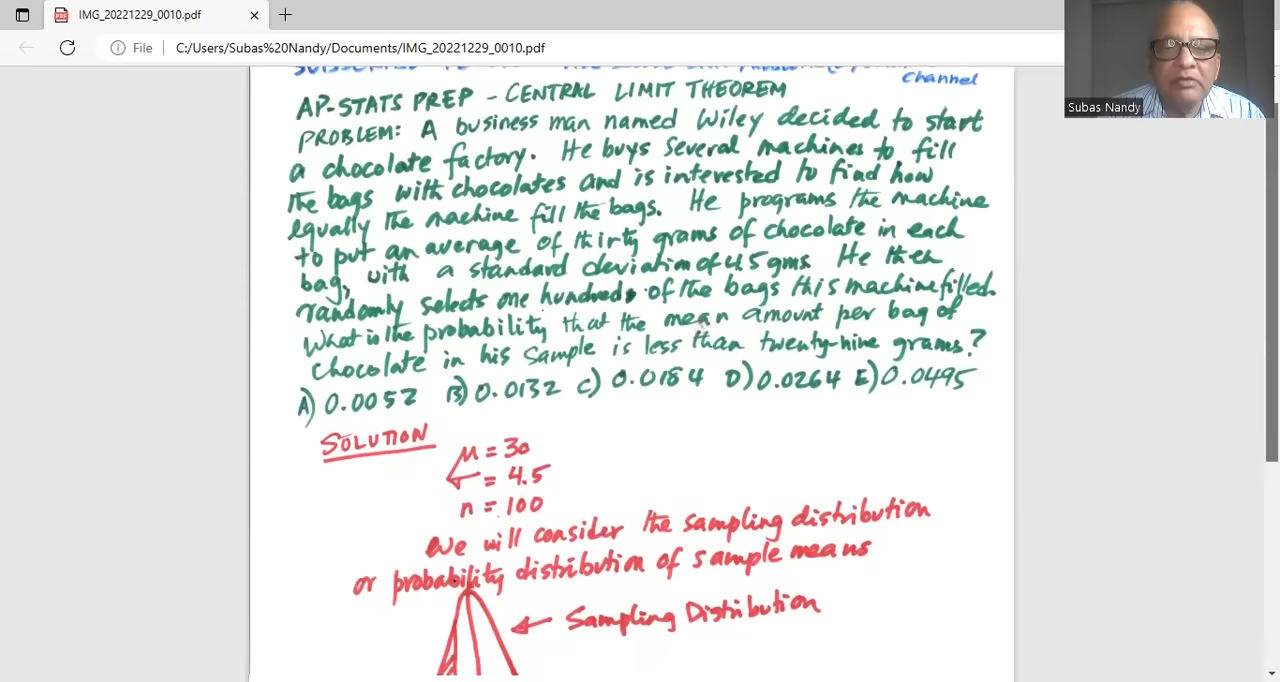 IMG_20221229_0010.pdf
File C:/Users/Subas%20Nandy/Documents/IMG_20221229_0010.pdf
Subas Nandy
Channel
AP-STATS PREP - CENTRAL LIMIT THEOREM
PROBLEM: A business man named Wiley decided to start
a chocolate factory. He buys several machines to fill
the bags with chocolates and is interested to find how
equally the machine fill the bags. He programs the machine
to put an average of thirty grams of chocolate in each
bag, with a standard deviation of 4.5 gms. He then
randomly selects one hundred of the bags this machine filled.
What is the probability that the mean amount per bag of
chocolate in his sample is less than twenty-nine grams?
A) 0.0052 B) 0.0132 C) 0.0184 D) 0.0264 E) 0.0495
SOLUTION
μ = 30
= 4.5
n = 100
We will consider the sampling distribution
or probability distribution of sample means
Sampling Distribution